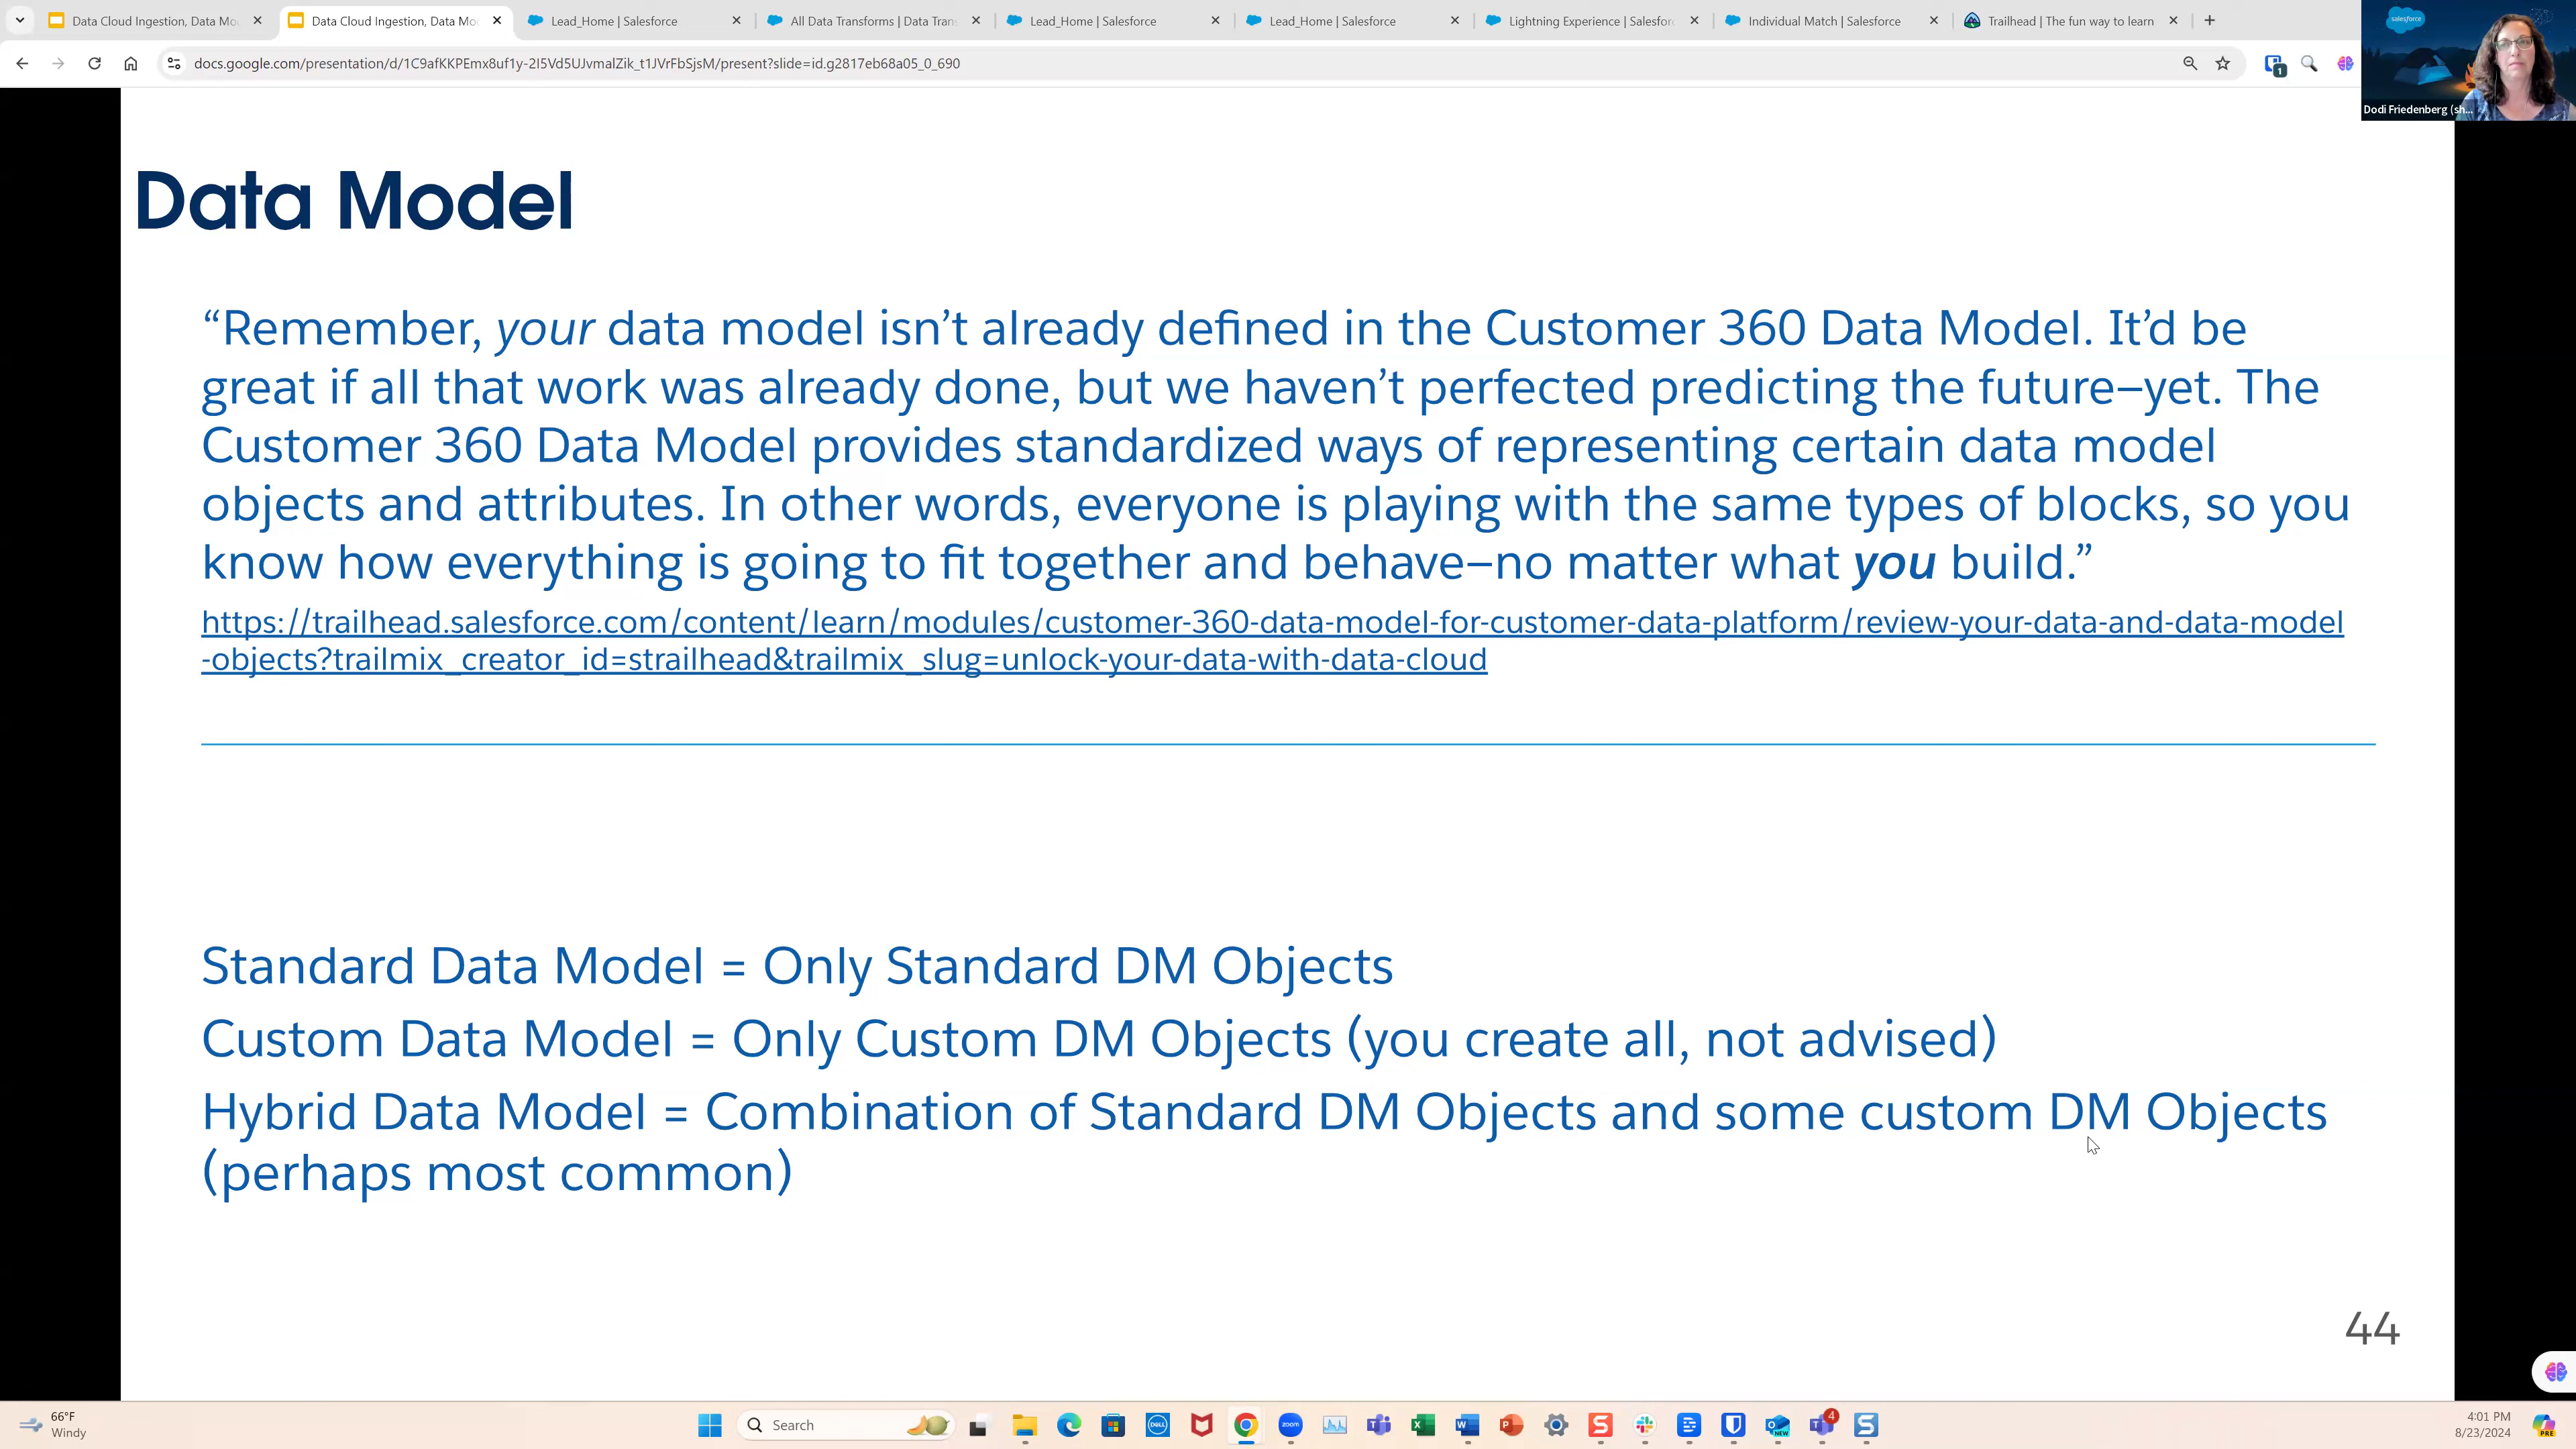 Data Cloud Ingestion, Data Mo
Data Cloud Ingestion, Data Mo
Lead_Home | Salesforce
All Data Transforms | Data Tran
Lead_Home | Salesforce
Lead_Home | Salesforce
Lightning Experience | Salesfor
Individual Match | Salesforce
Trailhead | The fun way to learn
docs.google.com/presentation/d/1C9afKKPEmx8uf1y-2I5Vd5UJvmalZik_t1JVrFbSjsM/present?slide=id.g2817eb68a05_0_690
1
salesforce
Dodi Friedenberg (sh...
Data Model
“Remember, your data model isn’t already defined in the Customer 360 Data Model. It’d be
great if all that work was already done, but we haven’t perfected predicting the future—yet. The
Customer 360 Data Model provides standardized ways of representing certain data model
objects and attributes. In other words, everyone is playing with the same types of blocks, so you
know how everything is going to fit together and behave—no matter what you build.”
https://trailhead.salesforce.com/content/learn/modules/customer-360-data-model-for-customer-data-platform/review-your-data-and-data-model
-objects?trailmix_creator_id=strailhead&trailmix_slug=unlock-your-data-with-data-cloud
Standard Data Model = Only Standard DM Objects
Custom Data Model = Only Custom DM Objects (you create all, not advised)
Hybrid Data Model = Combination of Standard DM Objects and some custom DM Objects
(perhaps most common)
44
66°F
Windy
Search
DELL
zoom
NEW
4
4:01 PM
8/23/2024
PRE